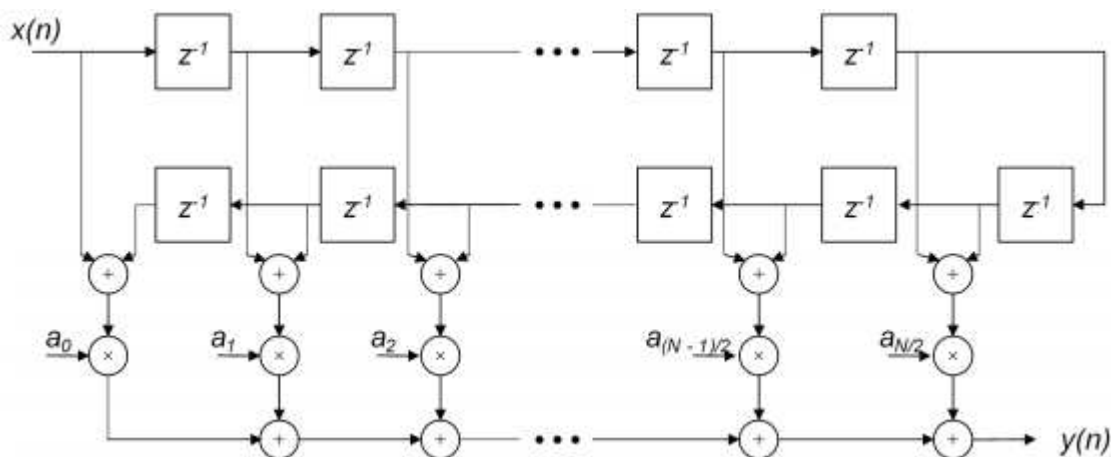 x(n)
z-1 z-1 • • • z-1 z-1
z-1 z-1 • • • z-1 z-1 z-1
+ + + + +
a0 × a1 × a2 × a(N - 1)/2 × aN/2 ×
+ + • • • + + y(n)